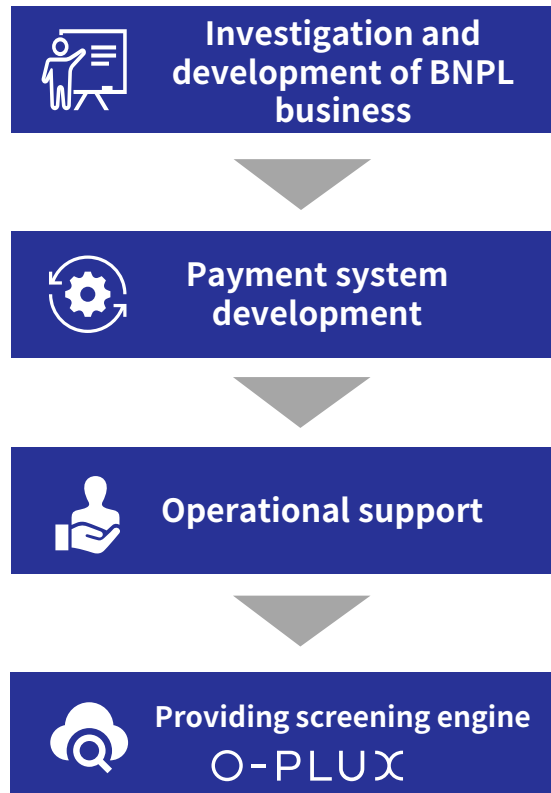 Investigation and
development of BNPL
business
Payment system
development
Operational support
Providing screening engine
O-PLUX